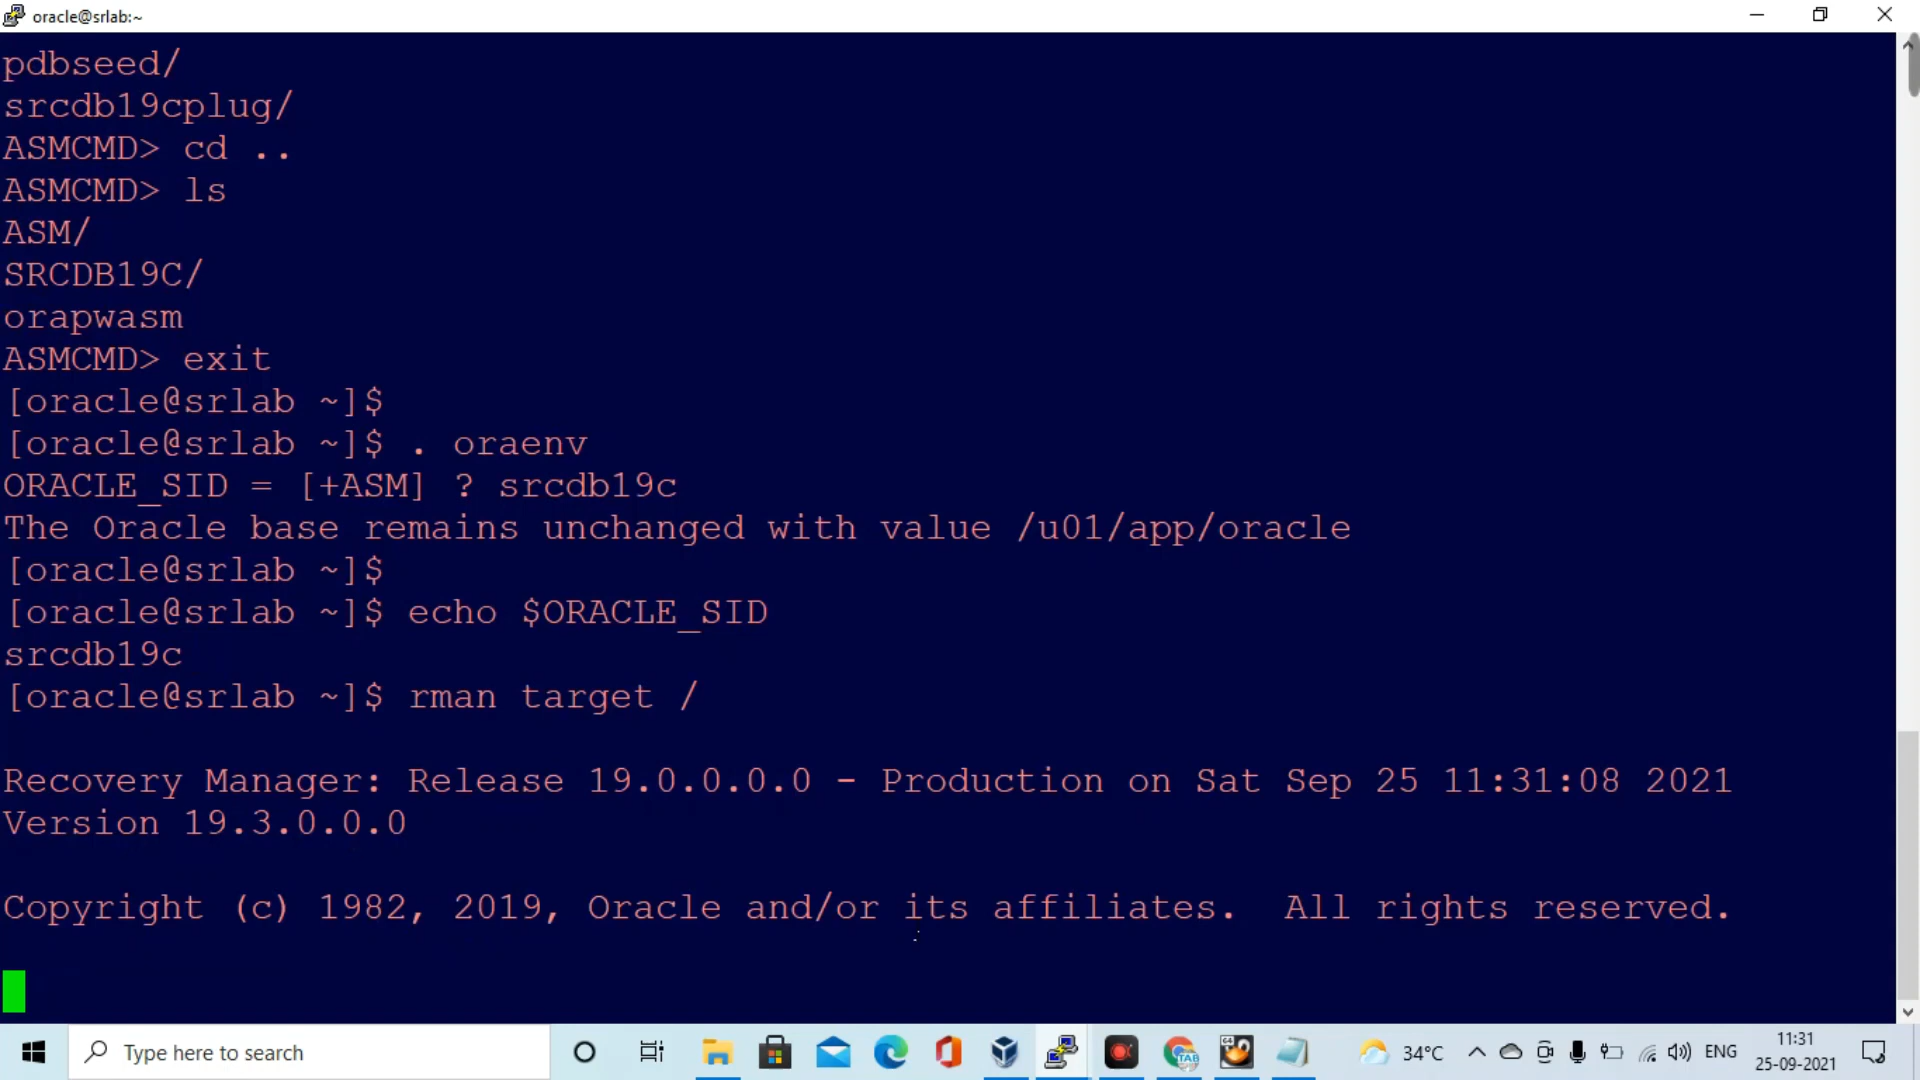 oracle@srlab:~
pdbseed/
srcdb19cplug/
ASMCMD> cd ..
ASMCMD> ls
ASM/
SRCDB19C/
orapwasm
ASMCMD> exit
[oracle@srlab ~]$
[oracle@srlab ~]$ . oraenv
ORACLE_SID = [+ASM] ? srcdb19c
The Oracle base remains unchanged with value /u01/app/oracle
[oracle@srlab ~]$
[oracle@srlab ~]$ echo $ORACLE_SID
srcdb19c
[oracle@srlab ~]$ rman target /
Recovery Manager: Release 19.0.0.0.0 - Production on Sat Sep 25 11:31:08 2021
Version 19.3.0.0.0
Copyright (c) 1982, 2019, Oracle and/or its affiliates.  All rights reserved.
Type here to search
TAB
64
34°C
ENG
11:31
25-09-2021